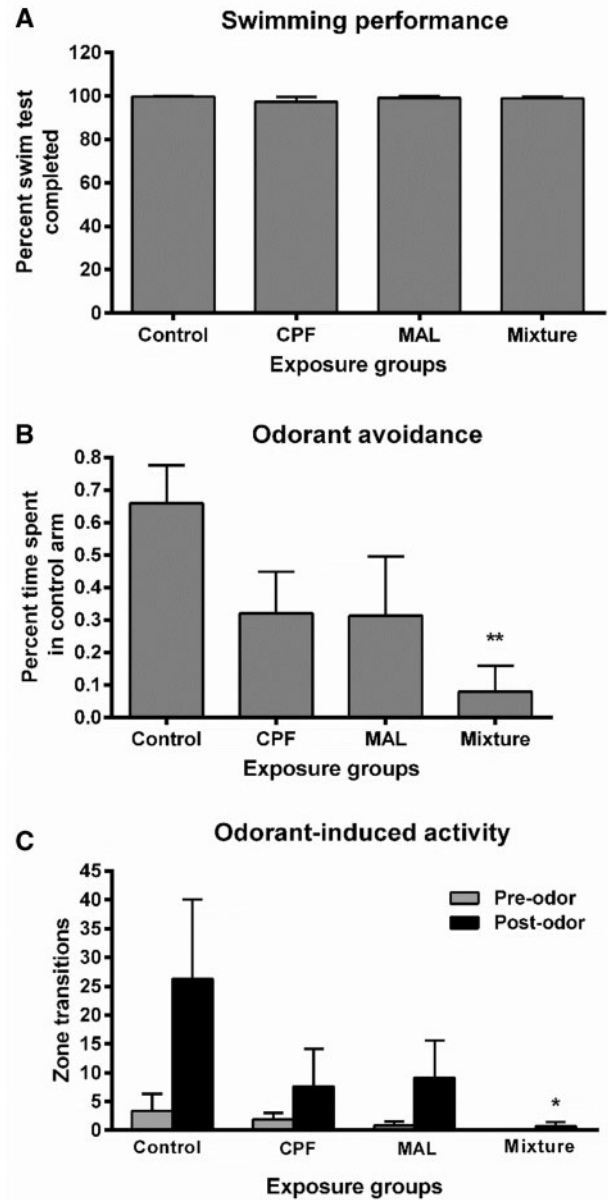 A
Swimming performance
120
100
80
60
40
20
0
Percent swim test
completed
Control CPF MAL Mixture
Exposure groups
B
Odorant avoidance
0.8
0.7
0.6
0.5
0.4
0.3
0.2
0.1
0.0
Percent time spent
in control arm
**
Control CPF MAL Mixture
Exposure groups
C
Odorant-induced activity
45
40
35
30
25
20
15
10
5
0
Zone transitions
Pre-odor
Post-odor
*
Control CPF MAL Mixture
Exposure groups